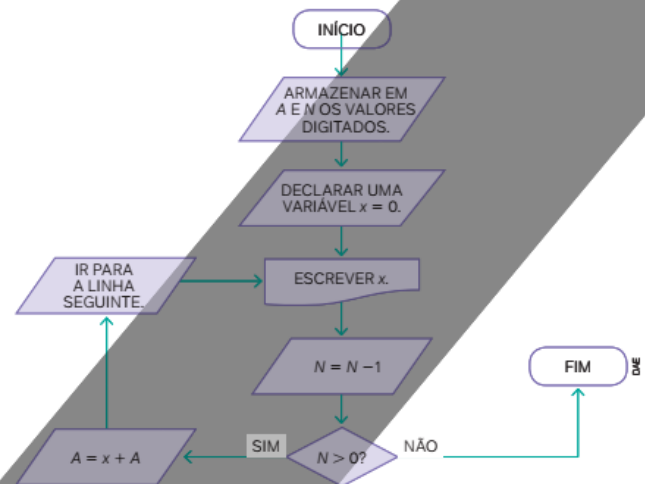 INÍCIO
ARMAZENAR EM
A E N OS VALORES
DIGITADOS.
DECLARAR UMA
VARIÁVEL x = 0.
IR PARA
A LINHA
SEGUINTE.
ESCREVER x.
N = N − 1
FIM
DAE
SIM
NÃO
A = x + A
N > 0?